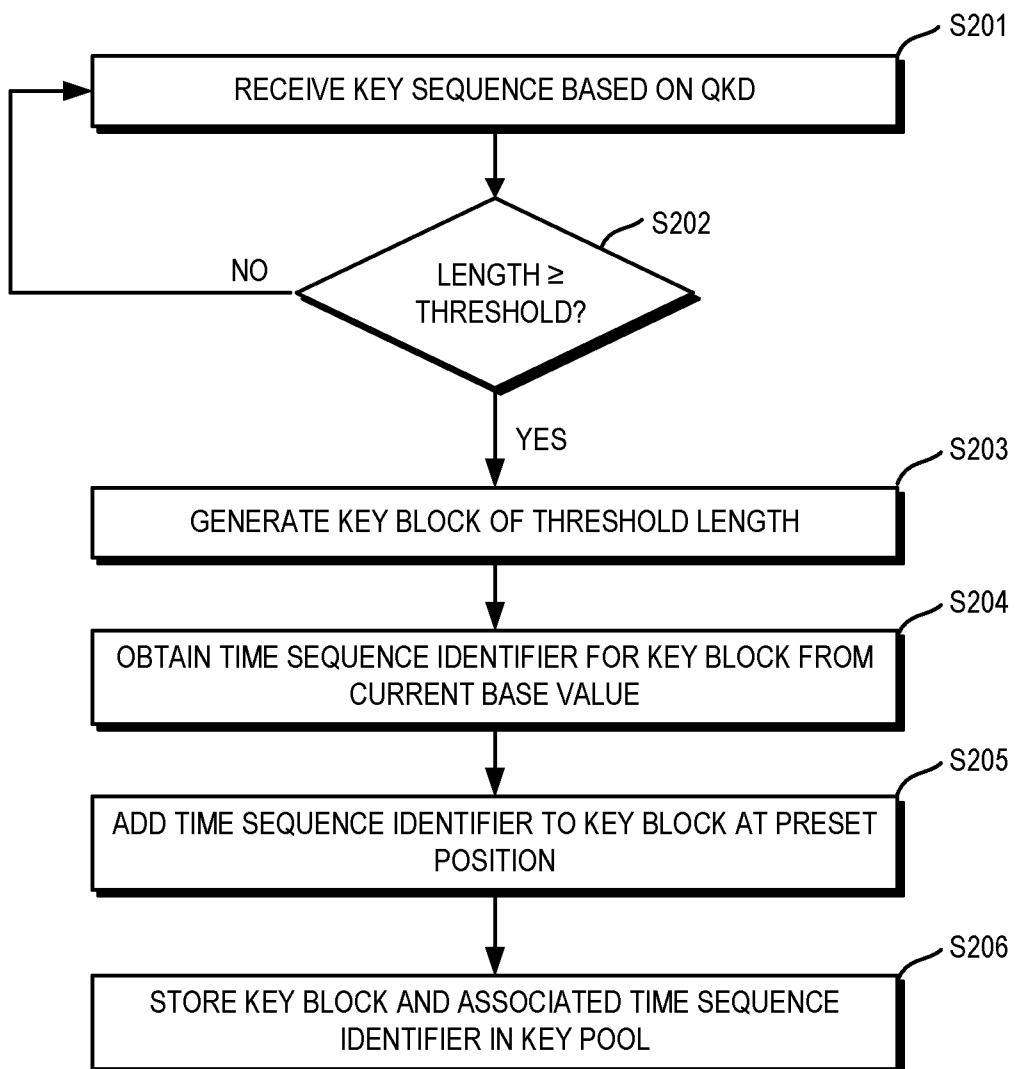 S201
RECEIVE KEY SEQUENCE BASED ON QKD
S202
NO
LENGTH ≥
THRESHOLD?
YES
S203
GENERATE KEY BLOCK OF THRESHOLD LENGTH
S204
OBTAIN TIME SEQUENCE IDENTIFIER FOR KEY BLOCK FROM
CURRENT BASE VALUE
S205
ADD TIME SEQUENCE IDENTIFIER TO KEY BLOCK AT PRESET
POSITION
S206
STORE KEY BLOCK AND ASSOCIATED TIME SEQUENCE
IDENTIFIER IN KEY POOL